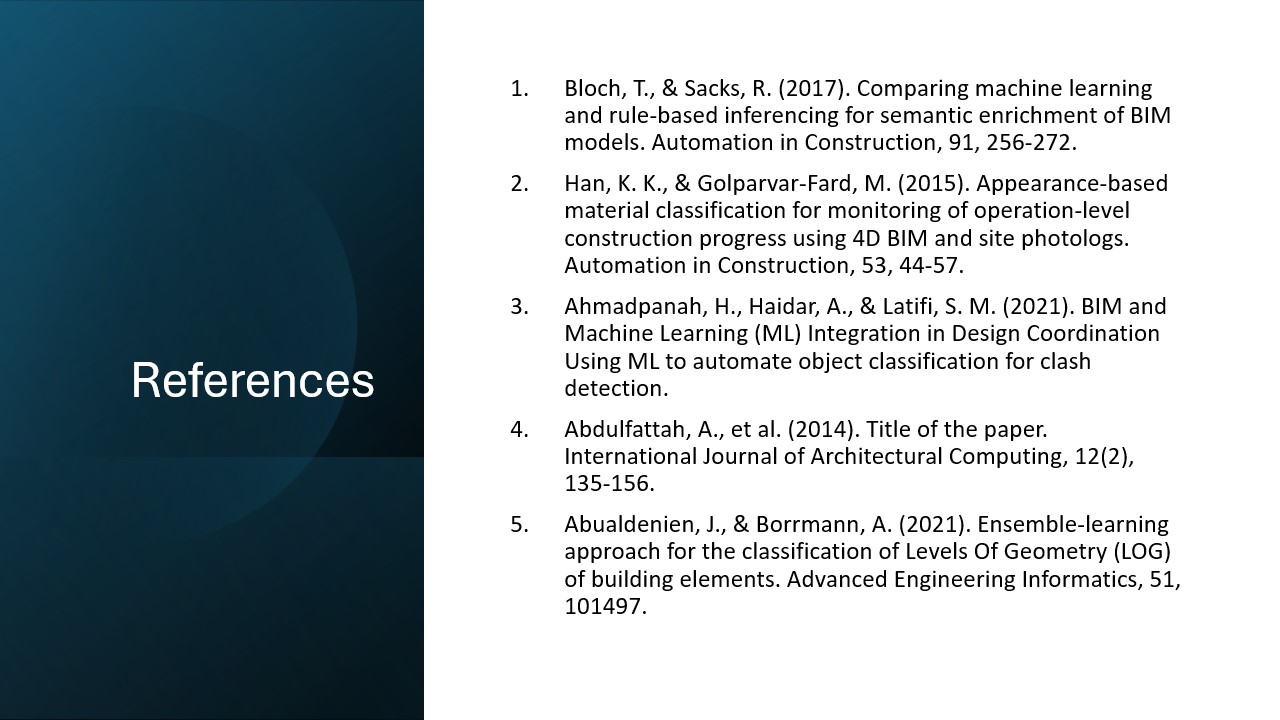 References
1. Bloch, T., & Sacks, R. (2017). Comparing machine learning
and rule-based inferencing for semantic enrichment of BIM
models. Automation in Construction, 91, 256-272.
2. Han, K. K., & Golparvar-Fard, M. (2015). Appearance-based
material classification for monitoring of operation-level
construction progress using 4D BIM and site photologs.
Automation in Construction, 53, 44-57.
3. Ahmadpanah, H., Haidar, A., & Latifi, S. M. (2021). BIM and
Machine Learning (ML) Integration in Design Coordination
Using ML to automate object classification for clash
detection.
4. Abdulfattah, A., et al. (2014). Title of the paper.
International Journal of Architectural Computing, 12(2),
135-156.
5. Abualdenien, J., & Borrmann, A. (2021). Ensemble-learning
approach for the classification of Levels Of Geometry (LOG)
of building elements. Advanced Engineering Informatics, 51,
101497.